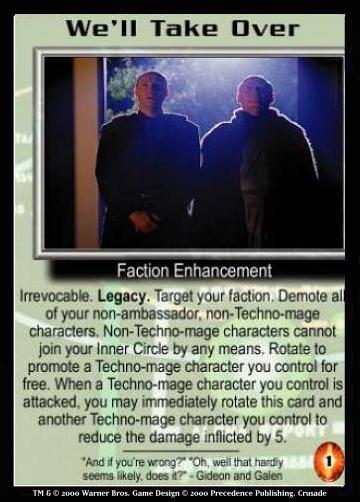 We'll Take Over
Faction Enhancement
Irrevocable. Legacy. Target your faction. Demote all
of your non-ambassador, non-Techno-mage
characters. Non-Techno-mage characters cannot
join your Inner Circle by any means. Rotate to
promote a Techno-mage character you control for
free. When a Techno-mage character you control is
attacked, you may immediately rotate this card and
another Techno-mage character you control to
reduce the damage inflicted by 5.
"And if you're wrong?" "Oh, well that hardly
seems likely, does it?" - Gideon and Galen
1
TM & © 2000 Warner Bros. Game Design © 2000 Precedence Publishing. Crusade